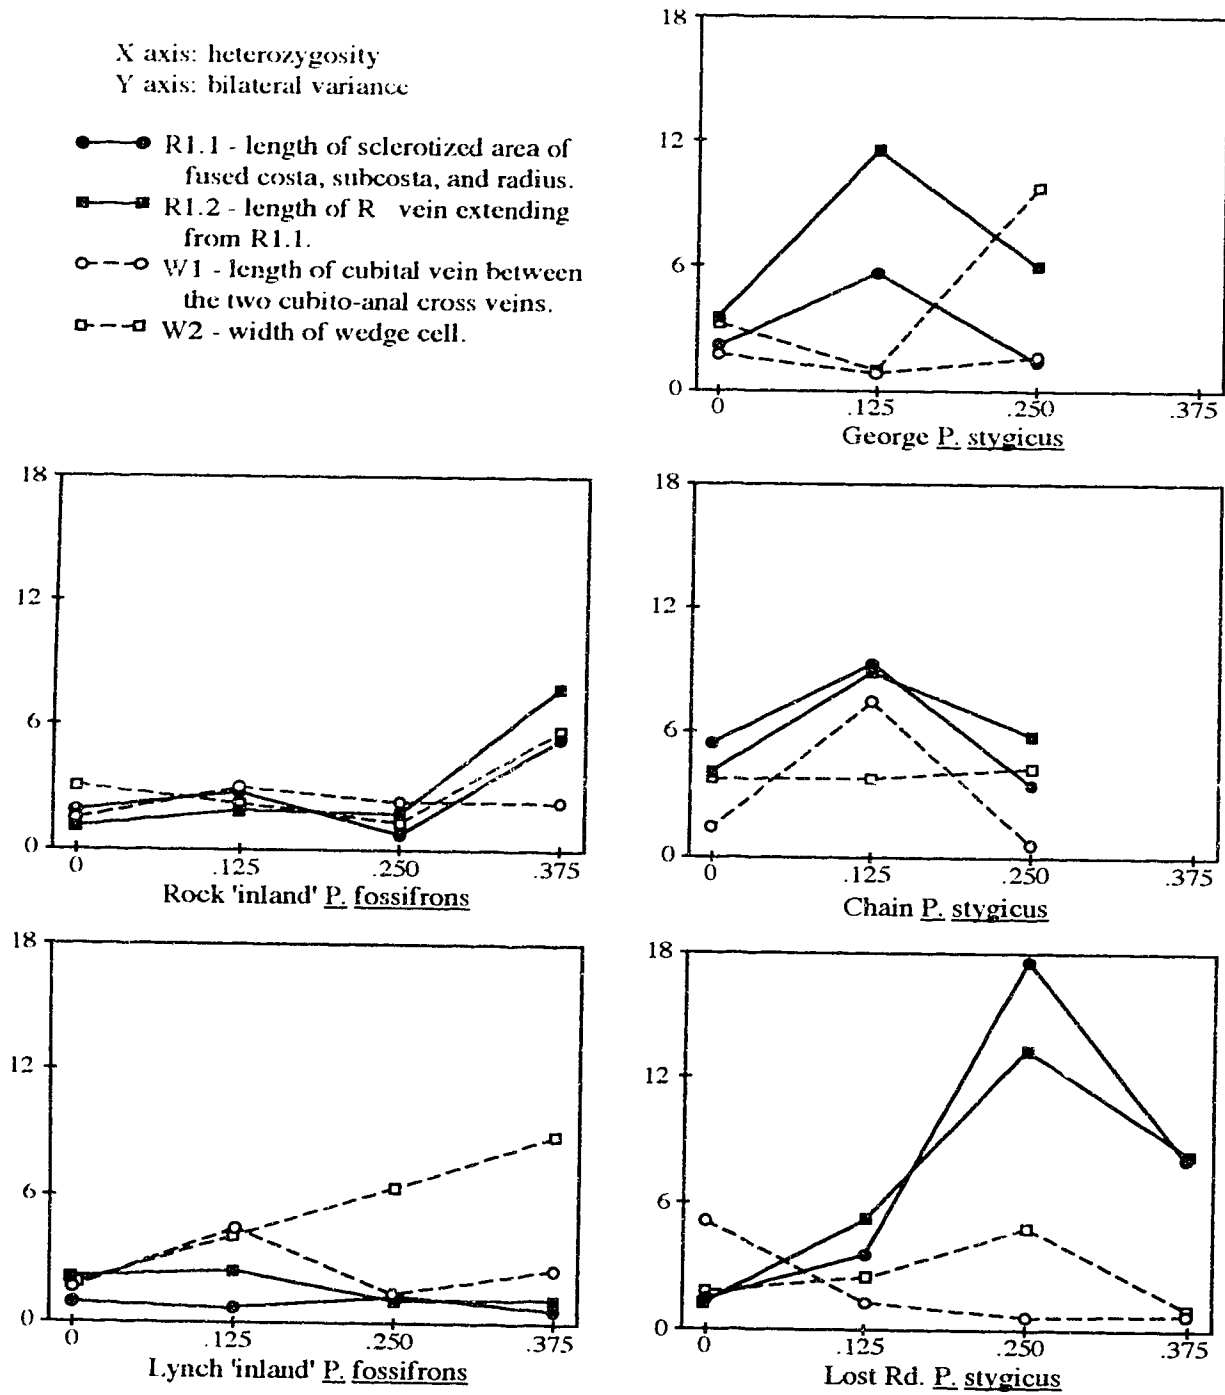 X axis: heterozygosity
Y axis: bilateral variance
R1.1 - length of sclerotized area of
fused costa, subcosta, and radius.
R1.2 - length of R vein extending
from R1.1.
W1 - length of cubital vein between
the two cubito-anal cross veins.
W2 - width of wedge cell.
18
12
6
0
0 .125 .250 .375
George P. stygicus
18
12
6
0
0 .125 .250 .375
Rock 'inland' P. fossifrons
18
12
6
0
0 .125 .250 .375
Chain P. stygicus
18
12
6
0
0 .125 .250 .375
Lynch 'inland' P. fossifrons
18
12
6
0
0 .125 .250 .375
Lost Rd. P. stygicus